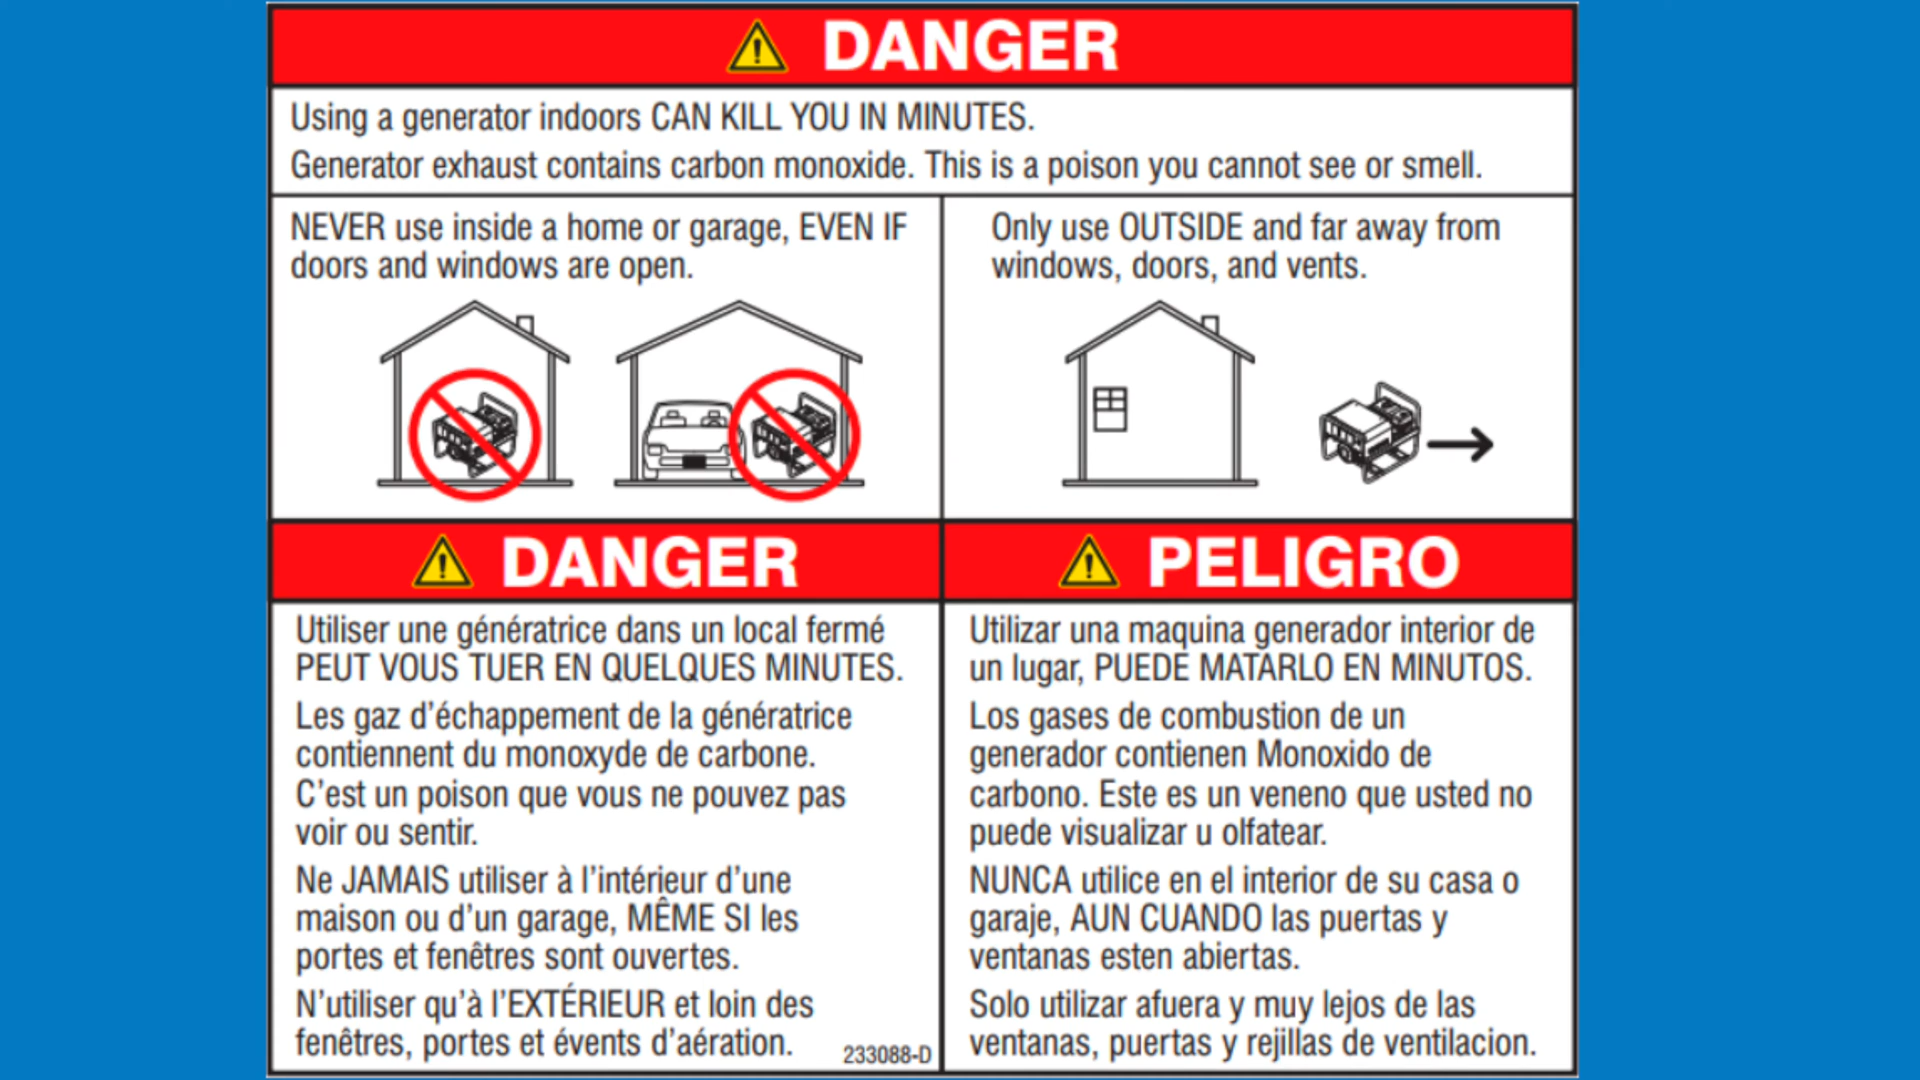 DANGER
Using a generator indoors CAN KILL YOU IN MINUTES.
Generator exhaust contains carbon monoxide. This is a poison you cannot see or smell.
NEVER use inside a home or garage, EVEN IF
doors and windows are open.
Only use OUTSIDE and far away from
windows, doors, and vents.
DANGER
Utiliser une génératrice dans un local fermé
PEUT VOUS TUER EN QUELQUES MINUTES.
Les gaz d'échappement de la génératrice
contiennent du monoxyde de carbone.
C'est un poison que vous ne pouvez pas
voir ou sentir.
Ne JAMAIS utiliser à l'intérieur d'une
maison ou d'un garage, MÊME SI les
portes et fenêtres sont ouvertes.
N'utiliser qu'à l'EXTÉRIEUR et loin des
fenêtres, portes et évents d'aération.
233088-D
PELIGRO
Utilizar una maquina generador interior de
un lugar, PUEDE MATARLO EN MINUTOS.
Los gases de combustion de un
generador contienen Monoxido de
carbono. Este es un veneno que usted no
puede visualizar u olfatear.
NUNCA utilice en el interior de su casa o
garaje, AUN CUANDO las puertas y
ventanas esten abiertas.
Solo utilizar afuera y muy lejos de las
ventanas, puertas y rejillas de ventilacion.